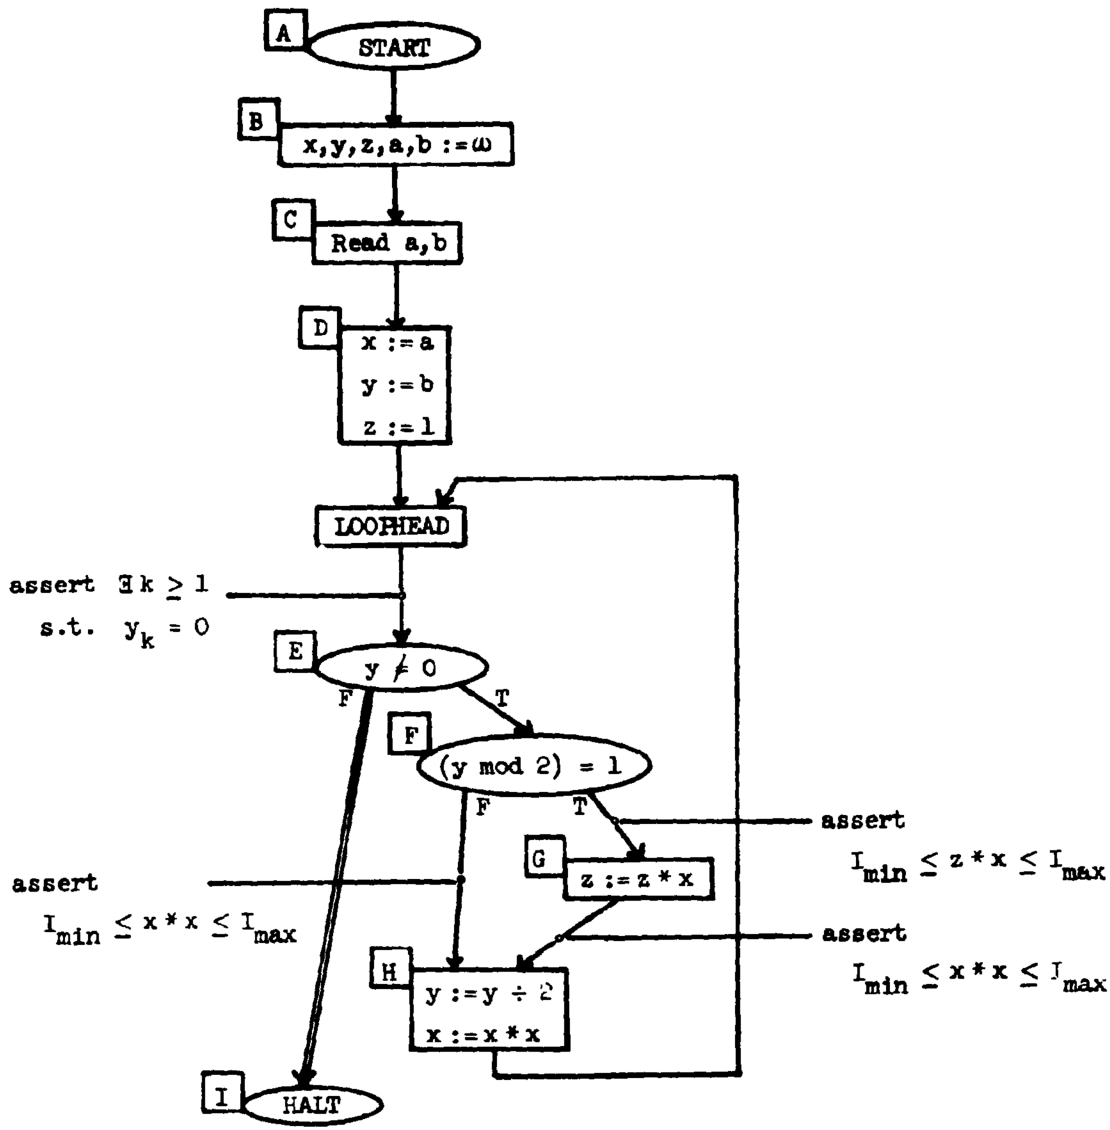 A
START
B
x,y,z,a,b := ω
C
Read a,b
D
x := a
y := b
z := 1
LOOPHEAD
assert ∃k ≥ 1
s.t. y_k = 0
E
y ≠ 0
F
T
F
(y mod 2) = 1
F
T
assert
I_min ≤ z * x ≤ I_max
G
z := z * x
assert
I_min ≤ x * x ≤ I_max
assert
I_min ≤ x * x ≤ I_max
H
y := y ÷ 2
x := x * x
I
HALT